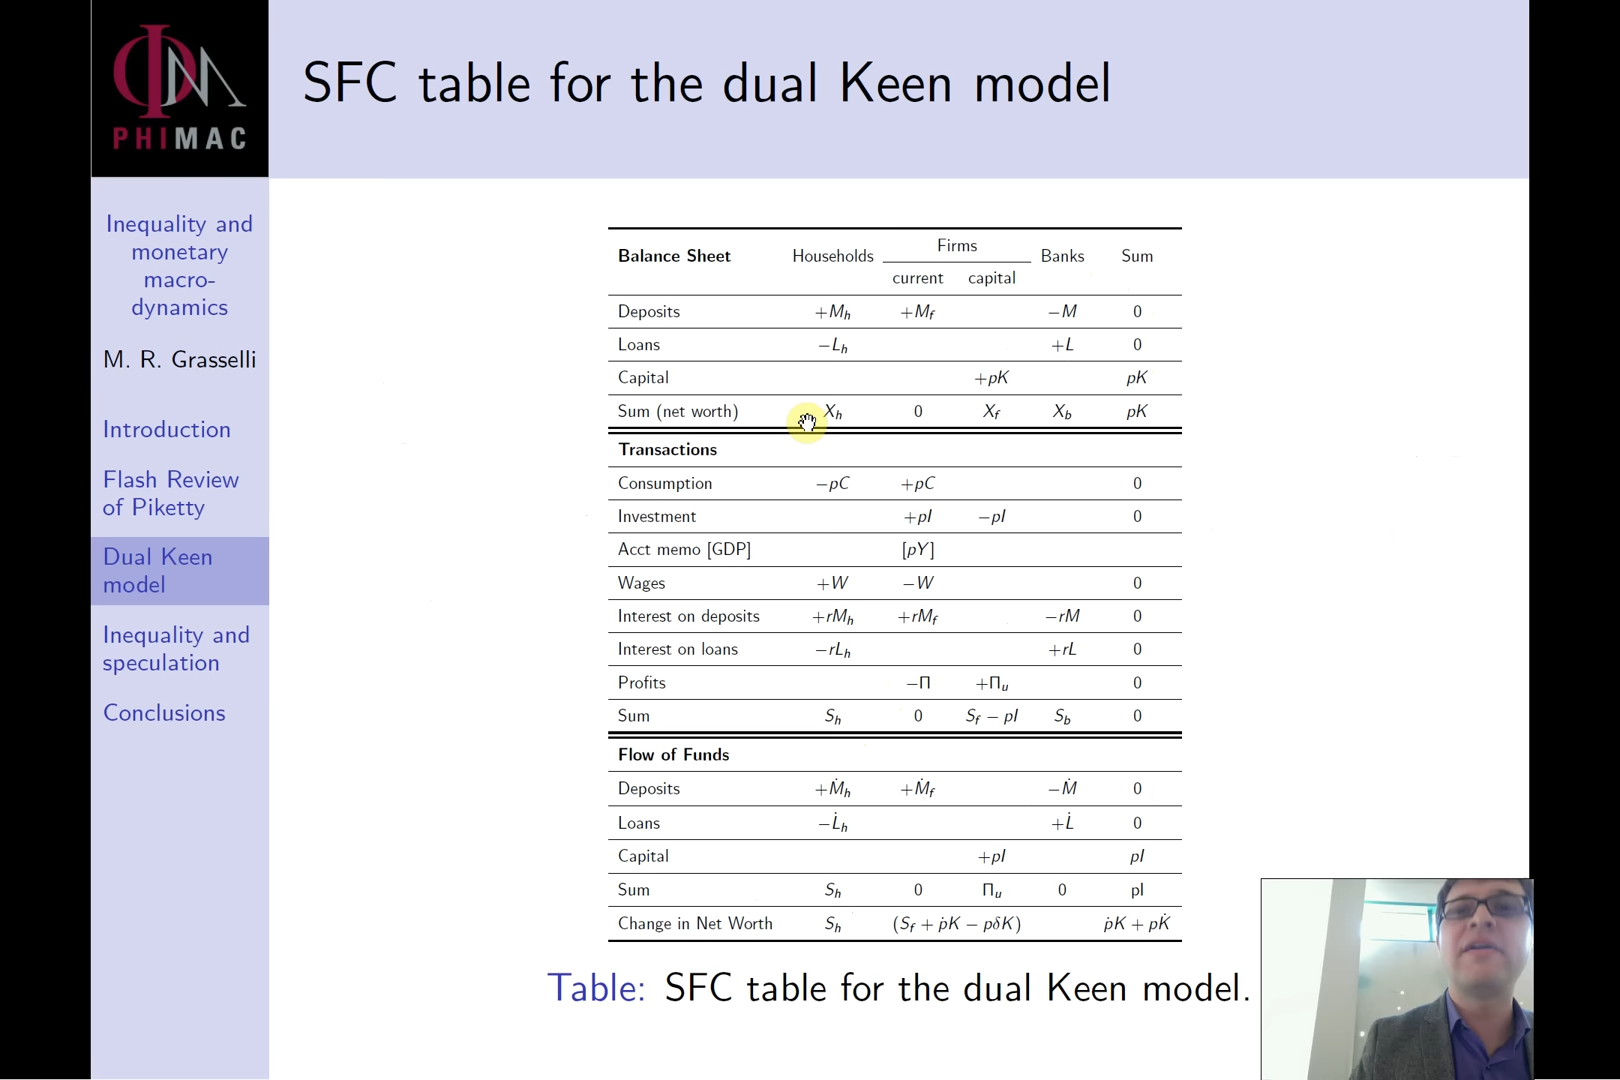 PHIMAC
SFC table for the dual Keen model
Inequality and
monetary
macro-
dynamics
M. R. Grasselli
Introduction
Flash Review
of Piketty
Dual Keen
model
Inequality and
speculation
Conclusions
Balance Sheet Households Firms Banks Sum
current capital
Deposits +M_h +M_f −M 0
Loans −L_h +L 0
Capital +pK pK
Sum (net worth) X_h 0 X_f X_b pK
Transactions
Consumption −pC +pC 0
Investment +pI −pI 0
Acct memo [GDP] [pY]
Wages +W −W 0
Interest on deposits +rM_h +rM_f −rM 0
Interest on loans −rL_h +rL 0
Profits −Π +Π_u 0
Sum S_h 0 S_f − pI S_b 0
Flow of Funds
Deposits +Ṁ_h +Ṁ_f −Ṁ 0
Loans −L̇_h +L̇ 0
Capital +pI pI
Sum S_h 0 Π_u 0 pI
Change in Net Worth S_h (S_f + ṗK − pδK) ṗK + pK̇
Table: SFC table for the dual Keen model.